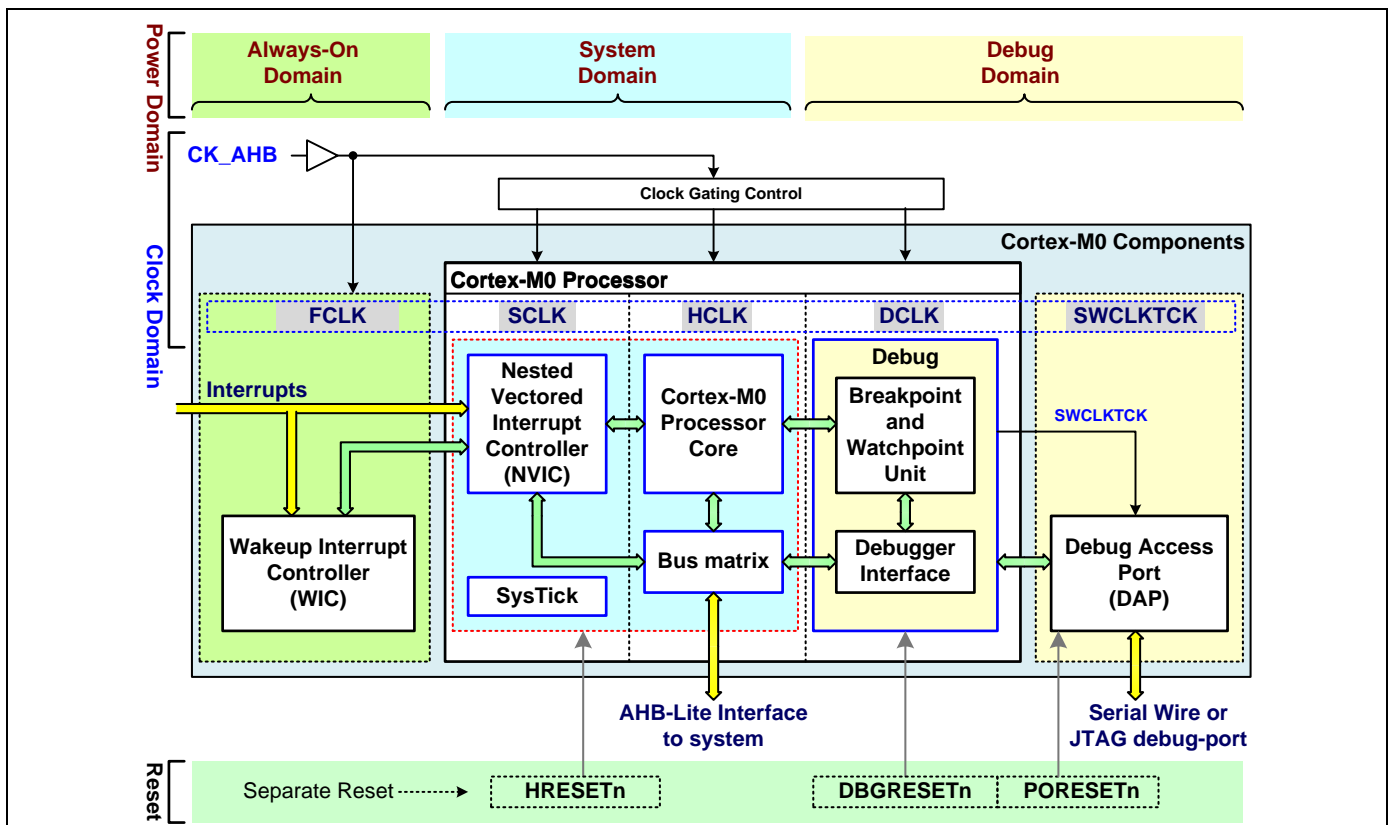 Power Domain
Always-On
Domain
System
Domain
Debug
Domain
Clock Domain
CK_AHB
Clock Gating Control
Cortex-M0 Components
Cortex-M0 Processor
FCLK
SCLK
HCLK
DCLK
SWCLKTCK
Interrupts
Nested
Vectored
Interrupt
Controller
(NVIC)
Cortex-M0
Processor
Core
Debug
Breakpoint
and
Watchpoint
Unit
SWCLKTCK
Wakeup Interrupt
Controller
(WIC)
SysTick
Bus matrix
Debugger
Interface
Debug Access
Port
(DAP)
AHB-Lite Interface
to system
Serial Wire or
JTAG debug-port
Reset
Separate Reset
HRESETn
DBGRESETn
PORESETn